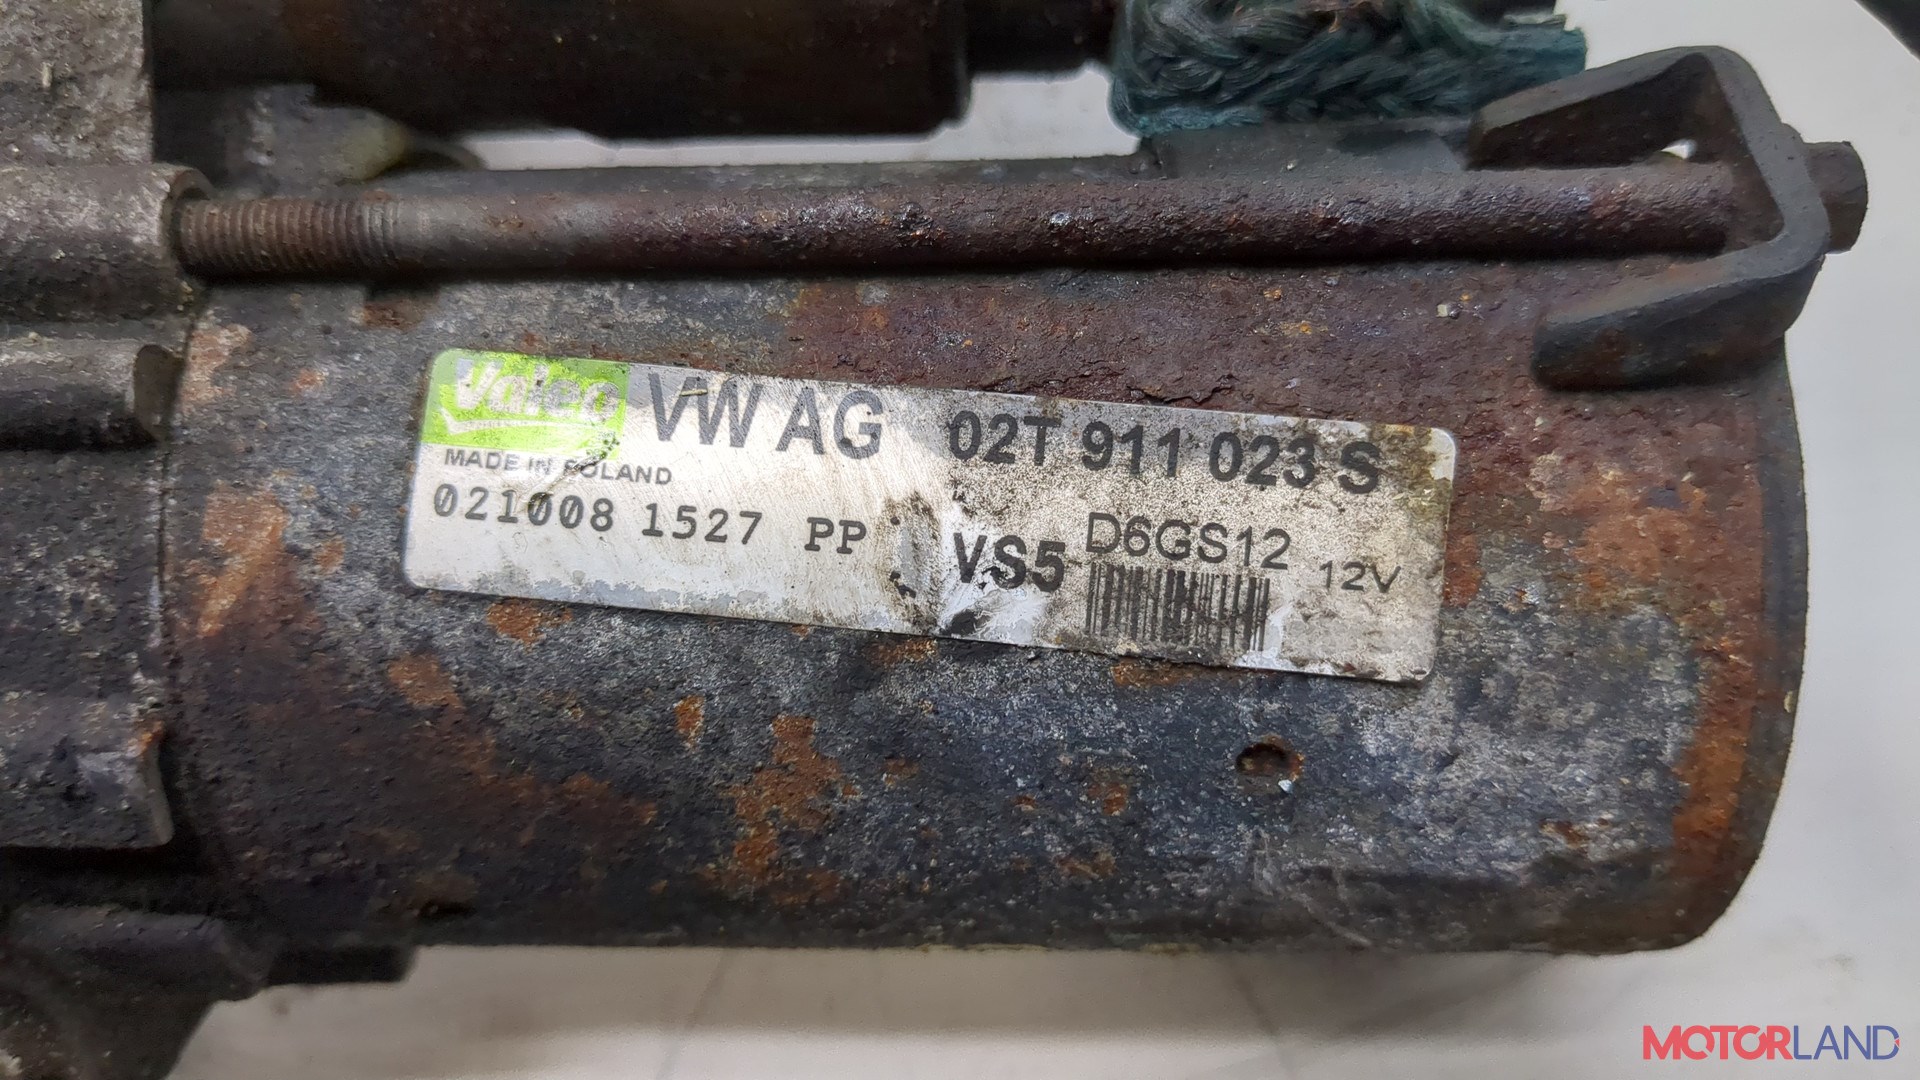 Valeo VW AG 02T 911 023 S
MADE IN POLAND
021008 1527 PP VS5 D6GS12 12V
MOTORLAND